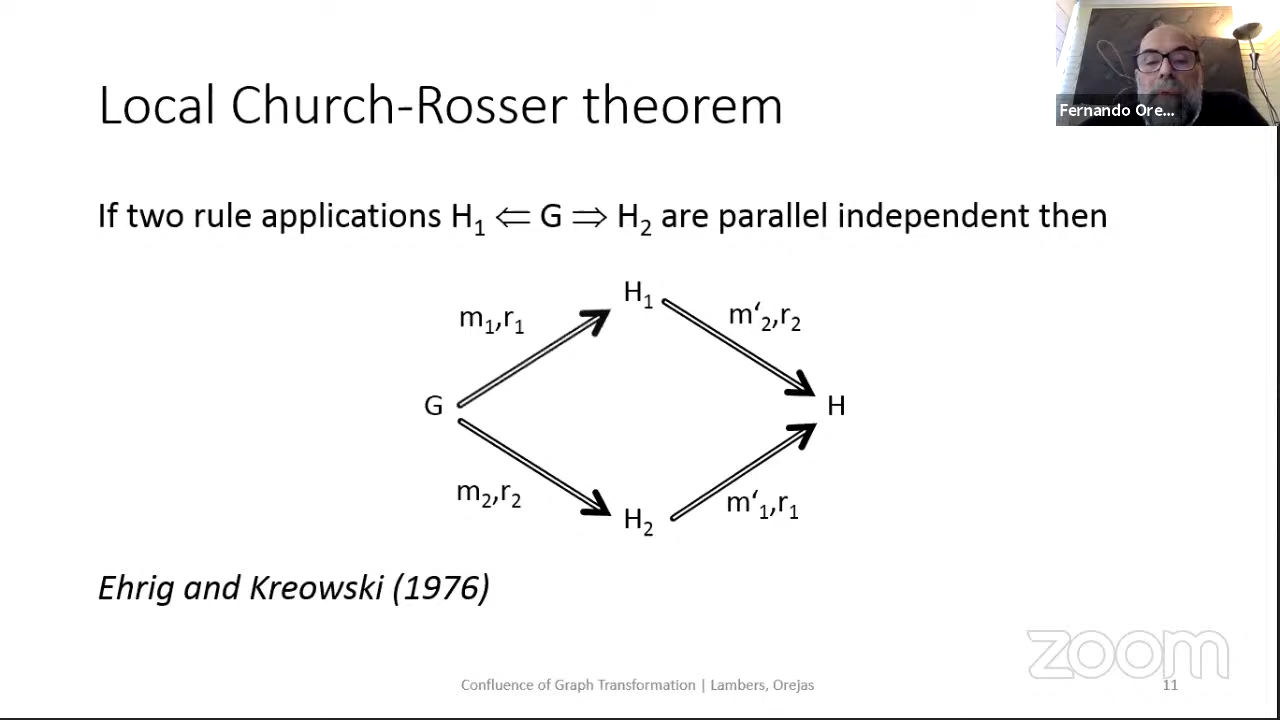 Fernando Ore...
Local Church-Rosser theorem
If two rule applications H₁ ⇐ G ⇒ H₂ are parallel independent then
H₁
m₁,r₁
m‘₂,r₂
G
H
m₂,r₂
m‘₁,r₁
H₂
Ehrig and Kreowski (1976)
zoom
Confluence of Graph Transformation | Lambers, Orejas
11